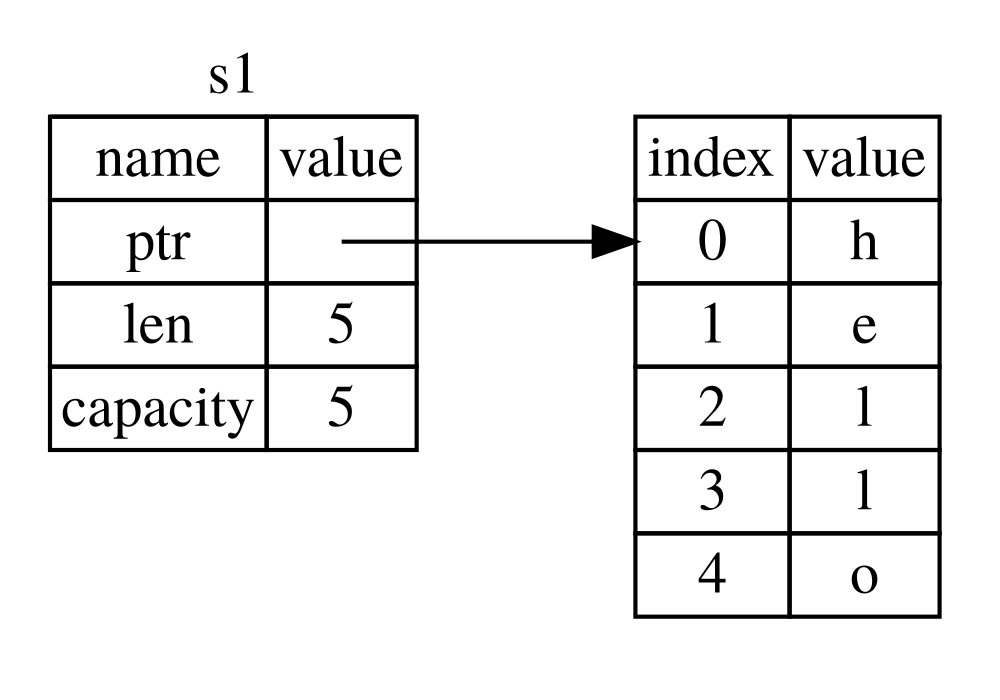 s1
name value
ptr
len 5
capacity 5
index value
0 h
1 e
2 l
3 l
4 o